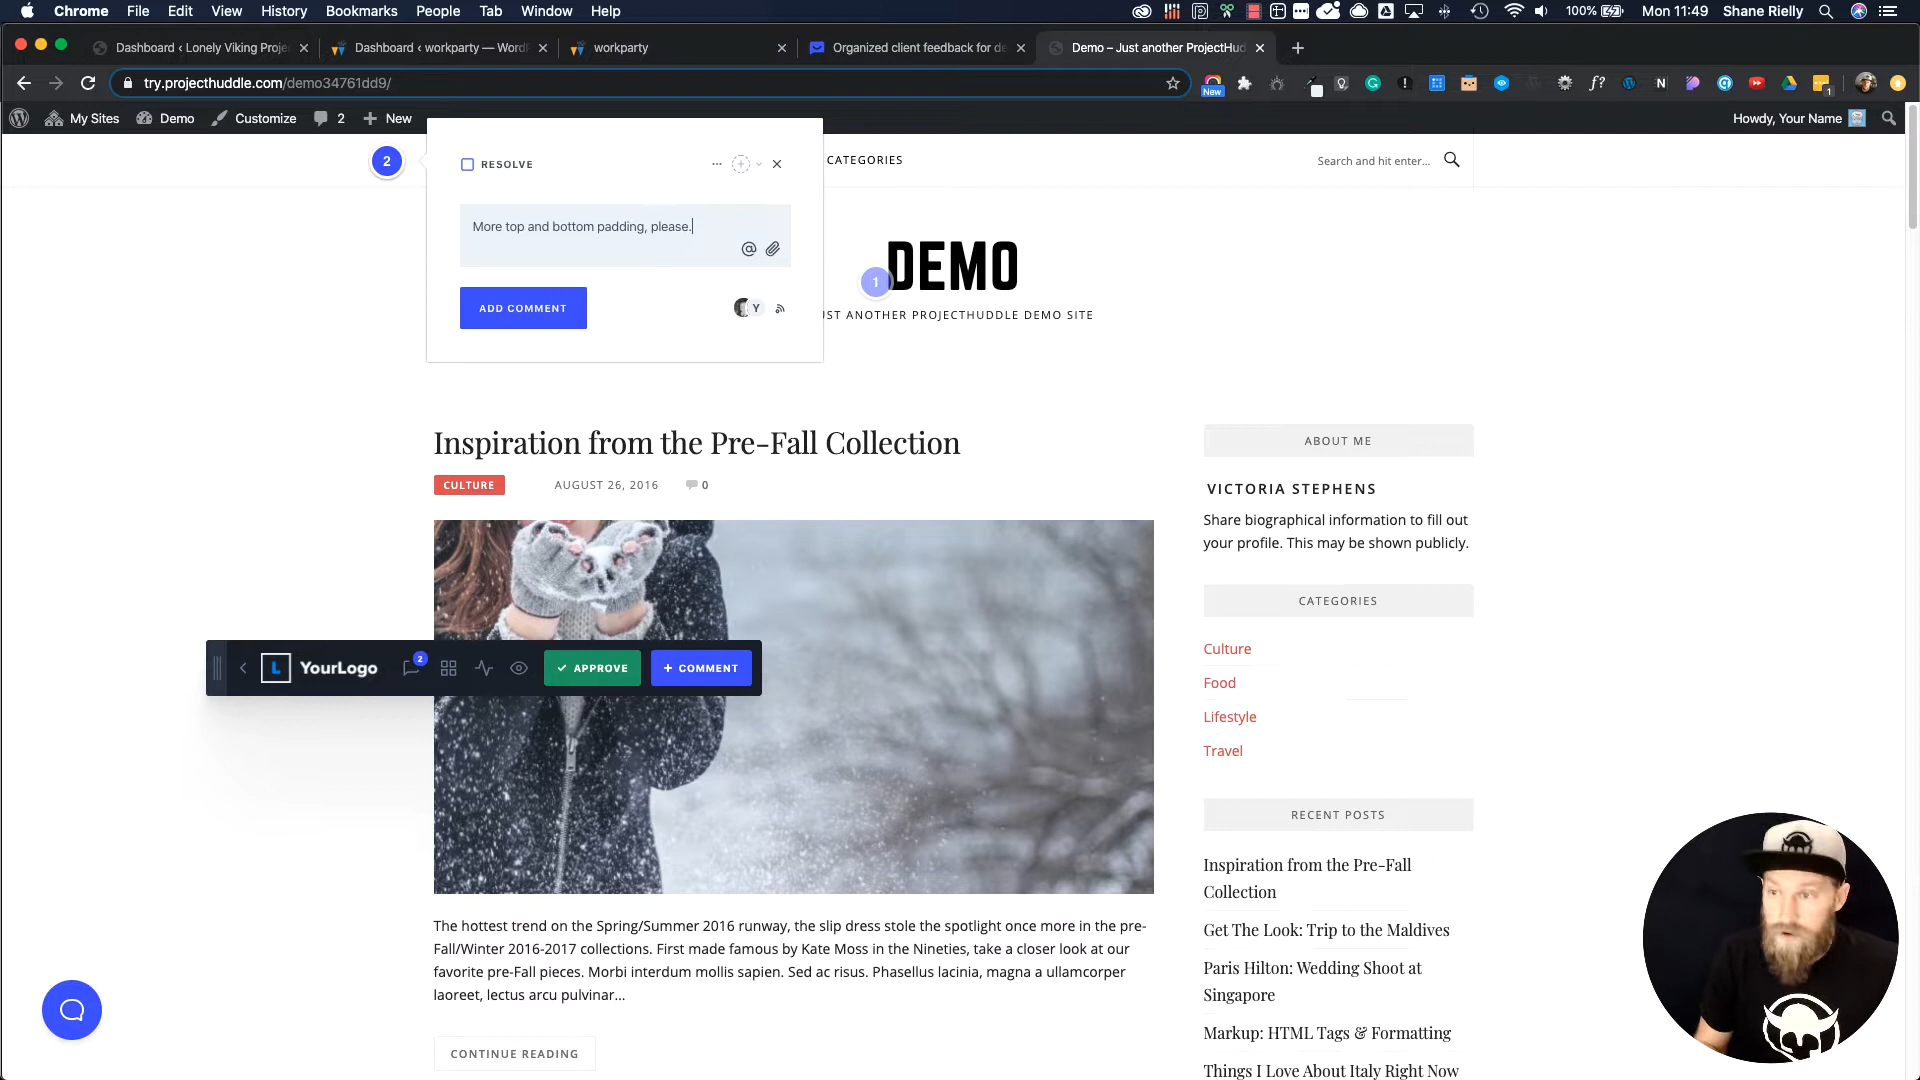 Chrome File Edit View History Bookmarks People Tab Window Help 100% Mon 11:49 Shane Rielly
Dashboard ‹ Lonely Viking Proje
Dashboard ‹ workparty — Word
workparty
Organized client feedback for de
Demo – Just another ProjectHud
try.projecthuddle.com/demo34761dd9/
New
1
My Sites Demo Customize 2 New
Howdy, Your Name
2
RESOLVE
CATEGORIES
Search and hit enter...
More top and bottom padding, please.
ADD COMMENT
Y
1
DEMO
UST ANOTHER PROJECTHUDDLE DEMO SITE
Inspiration from the Pre-Fall Collection
CULTURE AUGUST 26, 2016 0
ABOUT ME
VICTORIA STEPHENS
Share biographical information to fill out
your profile. This may be shown publicly.
CATEGORIES
Culture
Food
Lifestyle
Travel
L YourLogo 2 APPROVE + COMMENT
RECENT POSTS
Inspiration from the Pre-Fall
Collection
Get The Look: Trip to the Maldives
Paris Hilton: Wedding Shoot at
Singapore
Markup: HTML Tags & Formatting
Things I Love About Italy Right Now
The hottest trend on the Spring/Summer 2016 runway, the slip dress stole the spotlight once more in the pre-
Fall/Winter 2016-2017 collections. First made famous by Kate Moss in the Nineties, take a closer look at our
favorite pre-Fall pieces. Morbi interdum mollis sapien. Sed ac risus. Phasellus lacinia, magna a ullamcorper
laoreet, lectus arcu pulvinar...
CONTINUE READING